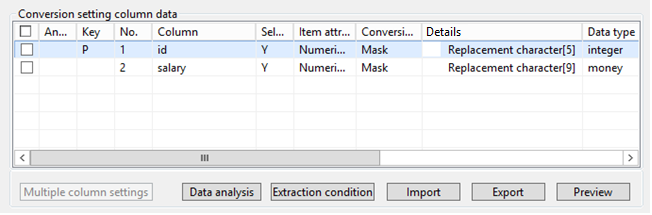 Conversion setting column data
An... Key No. Column Sel... Item attr... Conversi... Details Data type
P 1 id Y Numeri... Mask Replacement character[5] integer
2 salary Y Numeri... Mask Replacement character[9] money
Multiple column settings Data analysis Extraction condition Import Export Preview